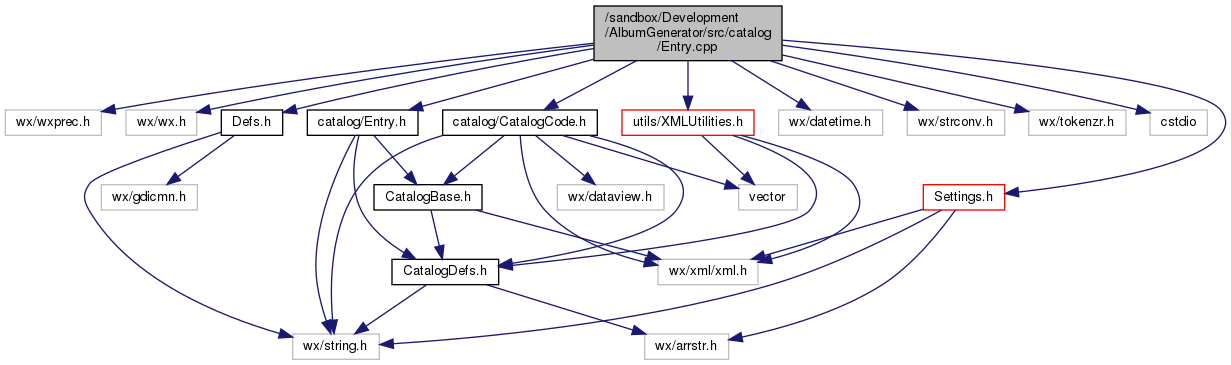 /sandbox/Development
/AlbumGenerator/src/catalog
/Entry.cpp
wx/wxprec.h
wx/wx.h
Defs.h
catalog/Entry.h
catalog/CatalogCode.h
utils/XMLUtilities.h
wx/datetime.h
wx/strconv.h
wx/tokenzr.h
cstdio
wx/gdicmn.h
CatalogBase.h
wx/dataview.h
vector
Settings.h
CatalogDefs.h
wx/xml/xml.h
wx/string.h
wx/arrstr.h